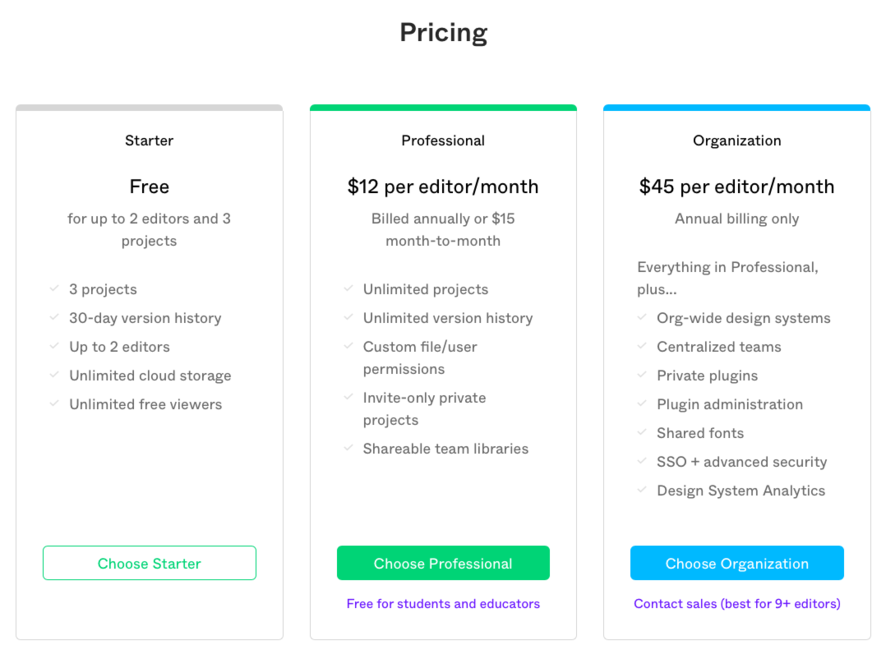 Pricing
Starter
Free
for up to 2 editors and 3
projects
3 projects
30-day version history
Up to 2 editors
Unlimited cloud storage
Unlimited free viewers
Choose Starter
Professional
$12 per editor/month
Billed annually or $15
month-to-month
Unlimited projects
Unlimited version history
Custom file/user
permissions
Invite-only private
projects
Shareable team libraries
Choose Professional
Free for students and educators
Organization
$45 per editor/month
Annual billing only
Everything in Professional,
plus...
Org-wide design systems
Centralized teams
Private plugins
Plugin administration
Shared fonts
SSO + advanced security
Design System Analytics
Choose Organization
Contact sales (best for 9+ editors)